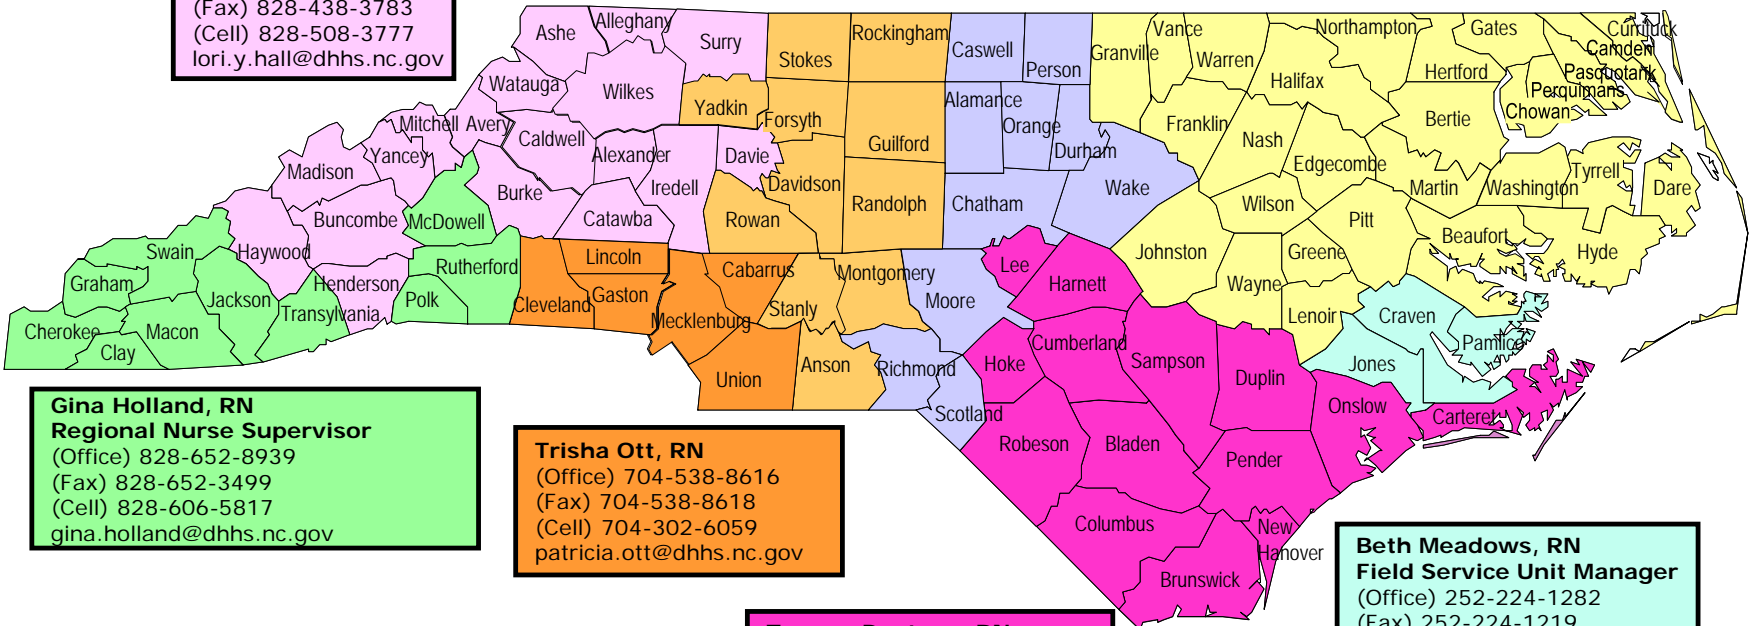 (Fax) 828-438-3783
(Cell) 828-508-3777
lori.y.hall@dhhs.nc.gov
Ashe
Alleghany
Surry
Stokes
Rockingham
Caswell
Person
Granville
Vance
Warren
Northampton
Gates
Currituck
Camden
Pasquotank
Perquimans
Chowan
Hertford
Halifax
Bertie
Watauga
Wilkes
Yadkin
Forsyth
Guilford
Alamance
Orange
Durham
Franklin
Nash
Edgecombe
Martin
Washington
Tyrrell
Dare
Mitchell
Avery
Caldwell
Alexander
Davie
Iredell
Davidson
Randolph
Chatham
Wake
Wilson
Pitt
Beaufort
Hyde
Madison
Yancey
Burke
Catawba
Rowan
Buncombe
McDowell
Haywood
Swain
Graham
Jackson
Henderson
Transylvania
Rutherford
Polk
Cherokee
Clay
Macon
Cleveland
Lincoln
Gaston
Mecklenburg
Cabarrus
Stanly
Montgomery
Moore
Lee
Harnett
Johnston
Wayne
Greene
Lenoir
Craven
Pamlico
Jones
Union
Anson
Richmond
Scotland
Hoke
Cumberland
Sampson
Duplin
Onslow
Carteret
Robeson
Bladen
Pender
Columbus
New
Hanover
Brunswick
Gina Holland, RN
Regional Nurse Supervisor
(Office) 828-652-8939
(Fax) 828-652-3499
(Cell) 828-606-5817
gina.holland@dhhs.nc.gov
Trisha Ott, RN
(Office) 704-538-8616
(Fax) 704-538-8618
(Cell) 704-302-6059
patricia.ott@dhhs.nc.gov
Beth Meadows, RN
Field Service Unit Manager
(Office) 252-224-1282
(Fax) 252-224-1219